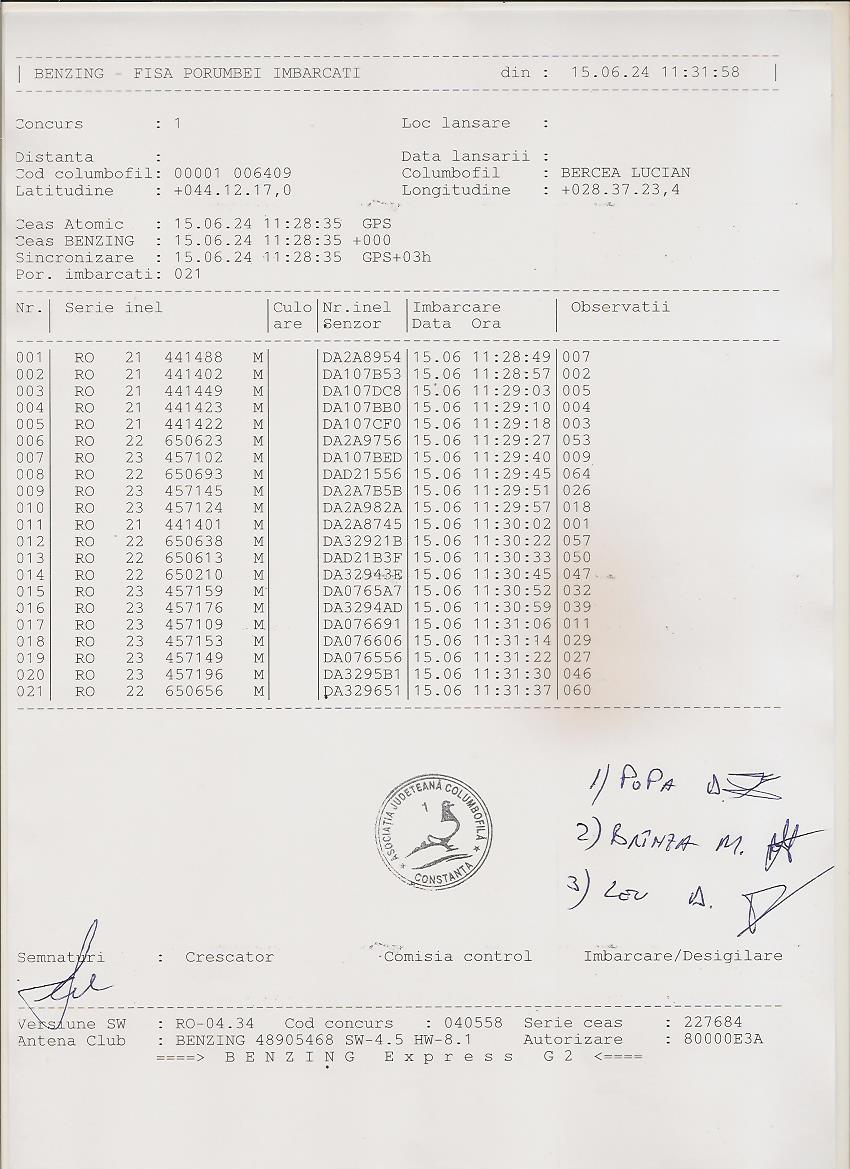 | BENZING - FISA PORUMBEI IMBARCATI din : 15.06.24 11:31:58 |
Concurs : 1 Loc lansare :
Distanta : Data lansarii :
Cod columbofil: 00001 006409 Columbofil : BERCEA LUCIAN
Latitudine : +044.12.17,0 Longitudine : +028.37.23,4
Ceas Atomic : 15.06.24 11:28:35 GPS
Ceas BENZING : 15.06.24 11:28:35 +000
Sincronizare : 15.06.24 11:28:35 GPS+03h
Por. imbarcati: 021
Nr. | Serie inel | Culo | Nr.inel | Imbarcare | Observatii
are | Senzor | Data Ora
001 RO 21 441488 M DA2A8954 15.06 11:28:49 007
002 RO 21 441402 M DA107B53 15.06 11:28:57 002
003 RO 21 441449 M DA107DC8 15.06 11:29:03 005
004 RO 21 441423 M DA107BB0 15.06 11:29:10 004
005 RO 21 441422 M DA107CF0 15.06 11:29:18 003
006 RO 22 650623 M DA2A9756 15.06 11:29:27 053
007 RO 23 457102 M DA107BED 15.06 11:29:40 009
008 RO 22 650693 M DAD21556 15.06 11:29:45 064
009 RO 23 457145 M DA2A7B5B 15.06 11:29:51 026
010 RO 23 457124 M DA2A982A 15.06 11:29:57 018
011 RO 21 441401 M DA2A8745 15.06 11:30:02 001
012 RO 22 650638 M DA32921B 15.06 11:30:22 057
013 RO 22 650613 M DAD21B3F 15.06 11:30:33 050
014 RO 22 650210 M DA32943E 15.06 11:30:45 047
015 RO 23 457159 M DA0765A7 15.06 11:30:52 032
016 RO 23 457176 M DA3294AD 15.06 11:30:59 039
017 RO 23 457109 M DA076691 15.06 11:31:06 011
018 RO 23 457153 M DA076606 15.06 11:31:14 029
019 RO 23 457149 M DA076556 15.06 11:31:22 027
020 RO 23 457196 M DA3295B1 15.06 11:31:30 046
021 RO 22 650656 M DA329651 15.06 11:31:37 060
1) POPA D.
2) BRÎNZA M.
3) LEU D.
ASOCIAȚIA JUDEȚEANĂ COLUMBOFILĂ
1
* CONSTANȚA *
Semnaturi : Crescator Comisia control Imbarcare/Desigilare
Versiune SW : RO-04.34 Cod concurs : 040558 Serie ceas : 227684
Antena Club : BENZING 48905468 SW-4.5 HW-8.1 Autorizare : 80000E3A
====> B E N Z I N G E x p r e s s G 2 <====